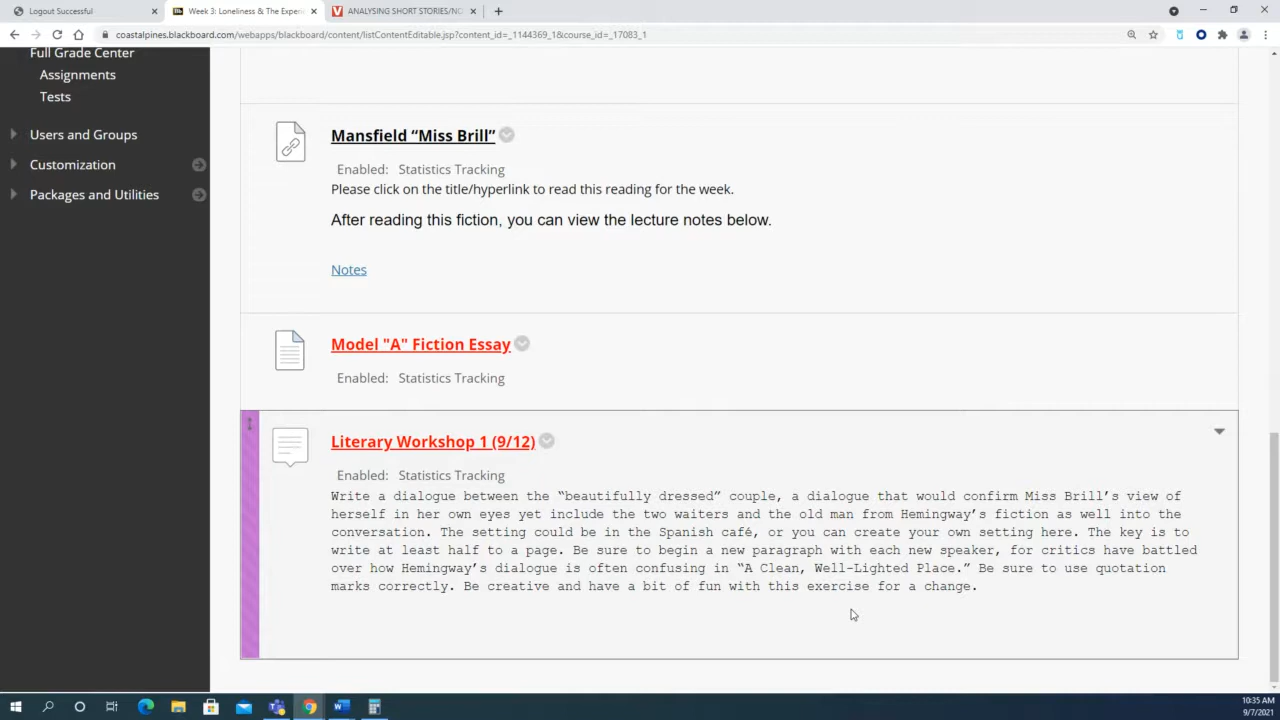 Logout Successful
Week 3: Loneliness & The Experi
ANALYSING SHORT STORIES/NO
coastalpines.blackboard.com/webapps/blackboard/content/listContentEditable.jsp?content_id=_1144369_1&course_id=_17083_1
Full Grade Center
Assignments
Tests
Users and Groups
Customization
Packages and Utilities
Mansfield “Miss Brill”
Enabled: Statistics Tracking
Please click on the title/hyperlink to read this reading for the week.
After reading this fiction, you can view the lecture notes below.
Notes
Model "A" Fiction Essay
Enabled: Statistics Tracking
Literary Workshop 1 (9/12)
Enabled: Statistics Tracking
Write a dialogue between the “beautifully dressed” couple, a dialogue that would confirm Miss Brill’s view of
herself in her own eyes yet include the two waiters and the old man from Hemingway’s fiction as well into the
conversation. The setting could be in the Spanish café, or you can create your own setting here. The key is to
write at least half to a page. Be sure to begin a new paragraph with each new speaker, for critics have battled
over how Hemingway’s dialogue is often confusing in “A Clean, Well-Lighted Place.” Be sure to use quotation
marks correctly. Be creative and have a bit of fun with this exercise for a change.
10:35 AM
9/7/2021